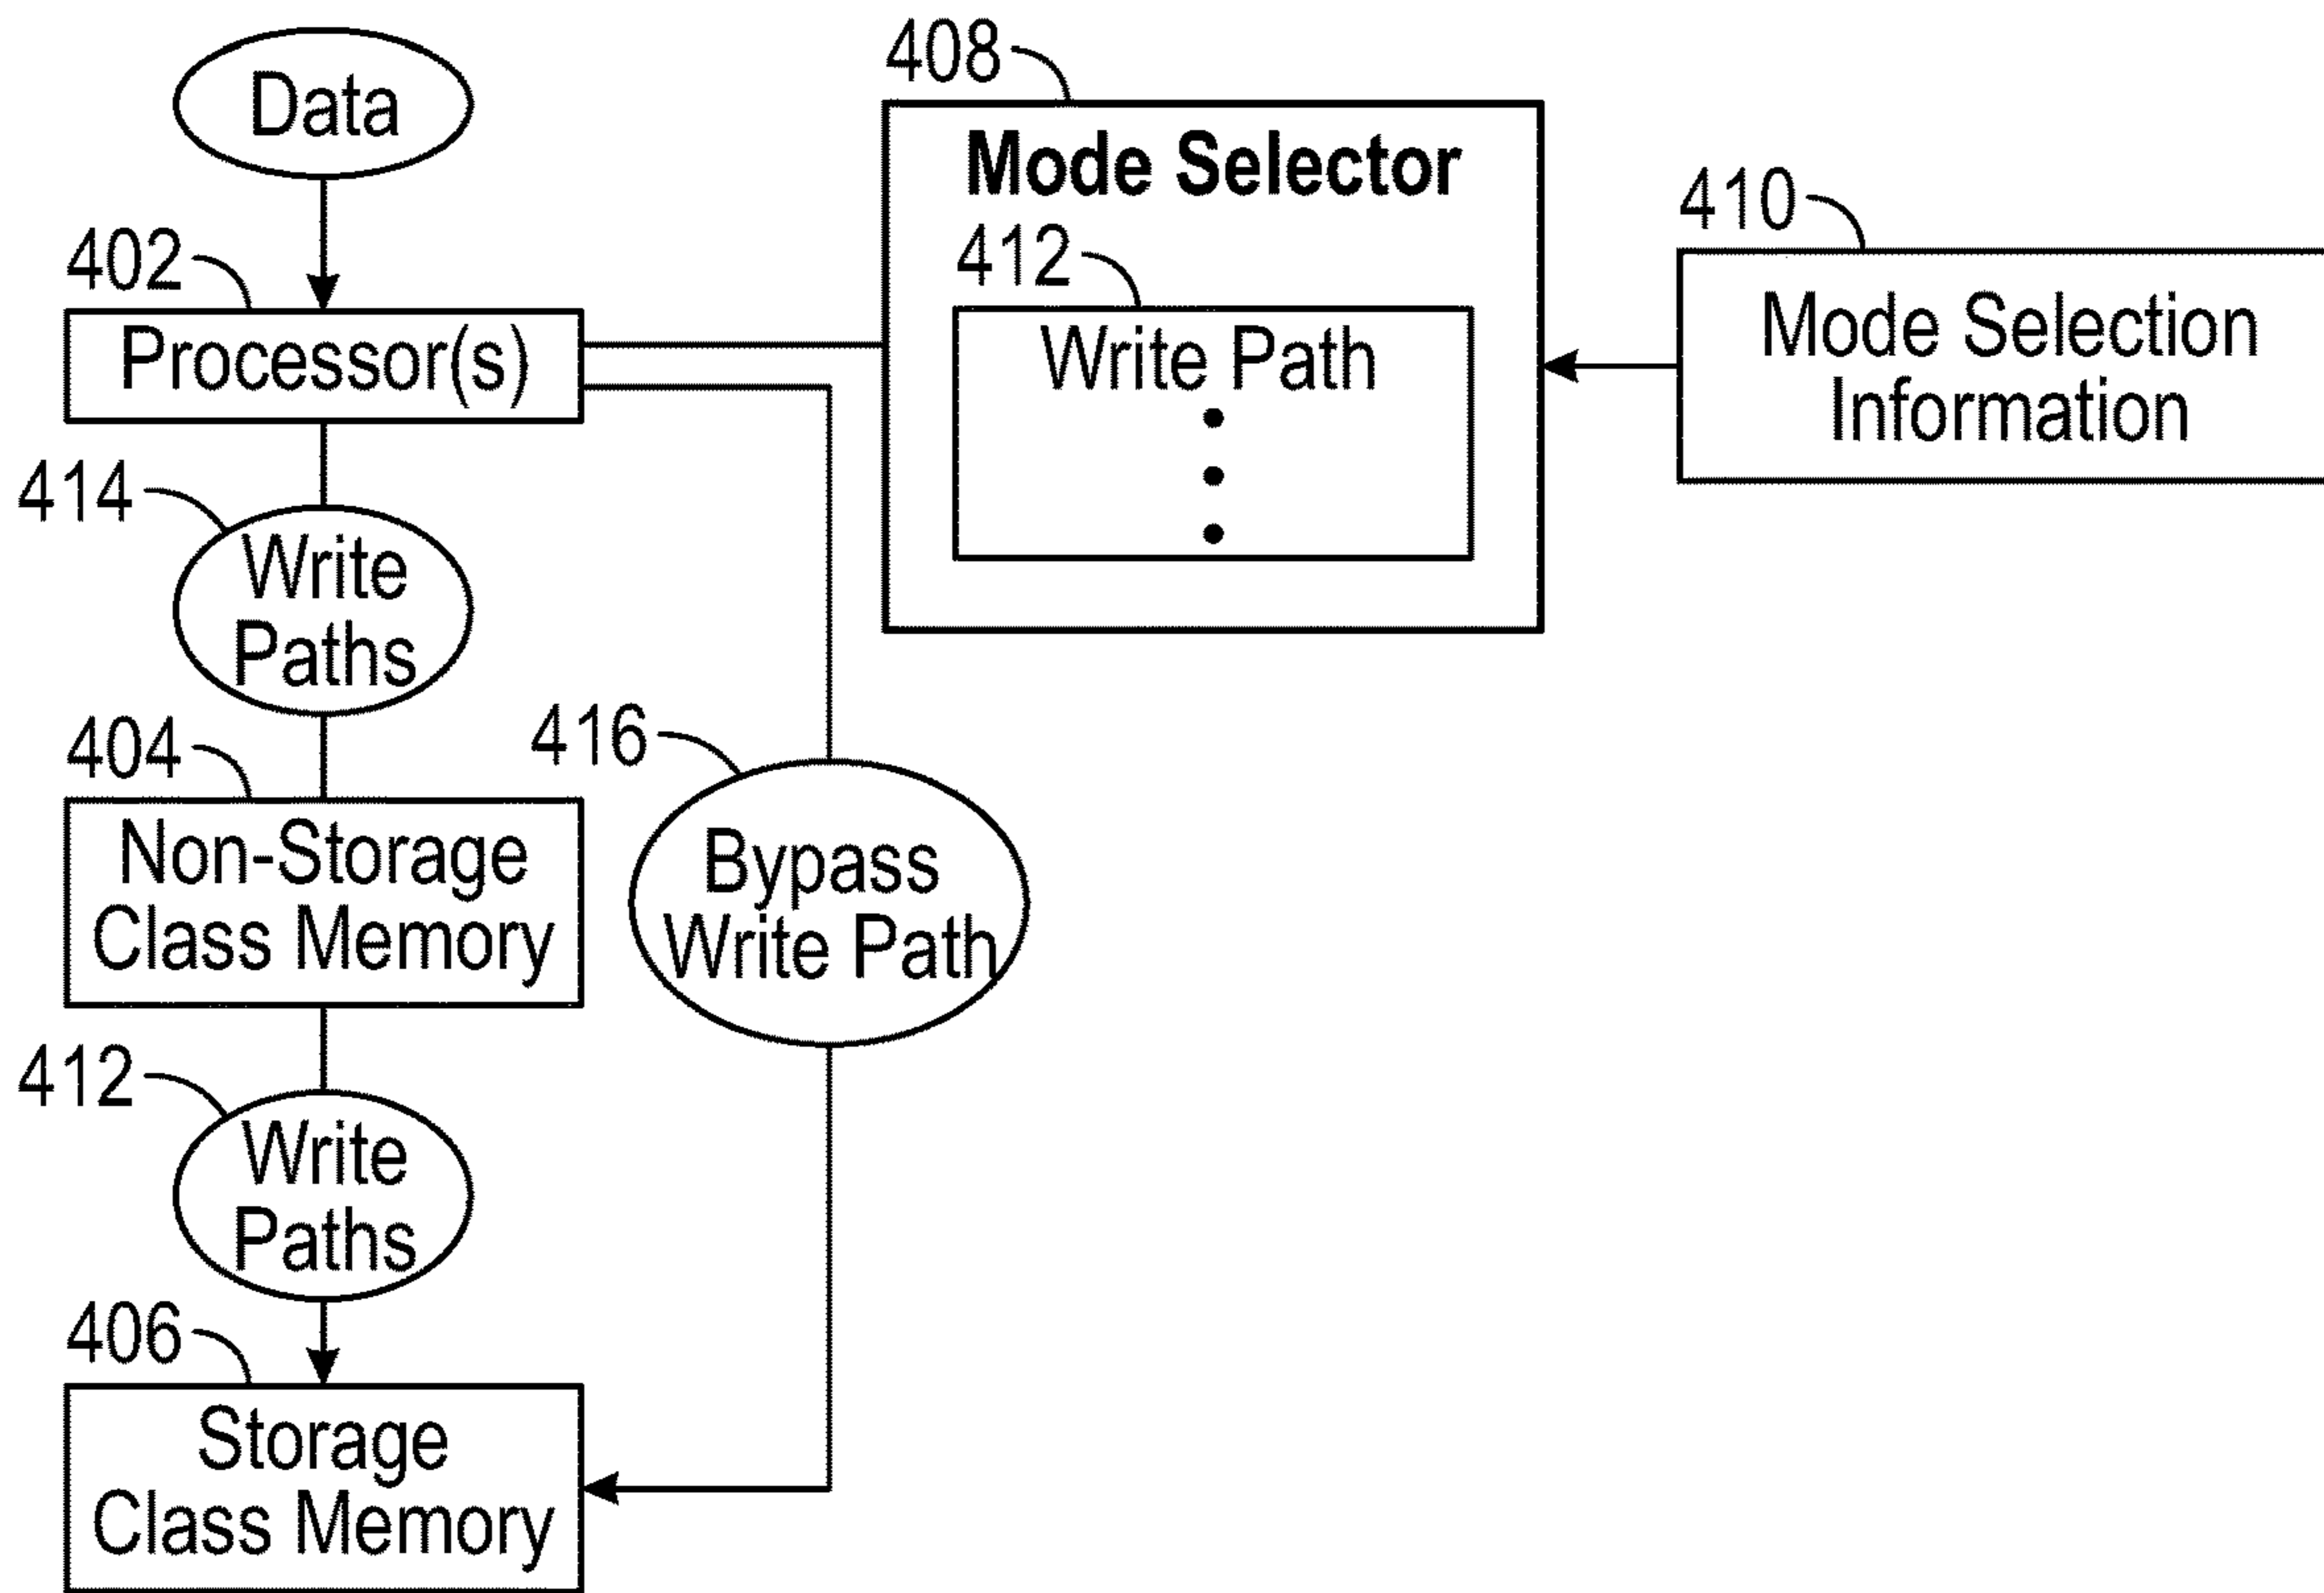 Data
408
Mode Selector
410
402
412
Processor(s)
Write Path
Mode Selection
Information
414
Write
Paths
404
416
Non-Storage
Class Memory
Bypass
Write Path
412
Write
Paths
406
Storage
Class Memory